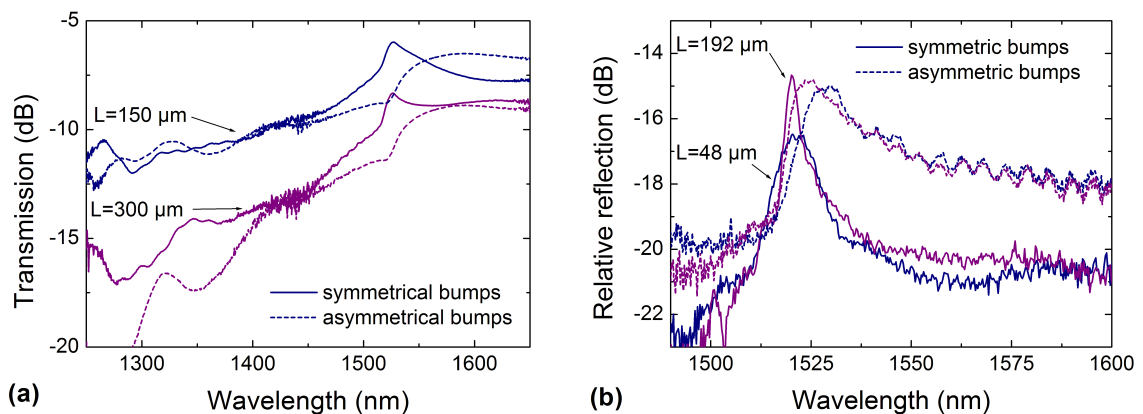 -5
-10
-15
-20
Transmission (dB)
L=150 µm
L=300 µm
symmetrical bumps
asymmetrical bumps
1300 1400 1500 1600
Wavelength (nm)
(a)
-14
-16
-18
-20
-22
Relative reflection (dB)
L=192 µm
L=48 µm
symmetric bumps
asymmetric bumps
1500 1525 1550 1575 1600
Wavelength (nm)
(b)